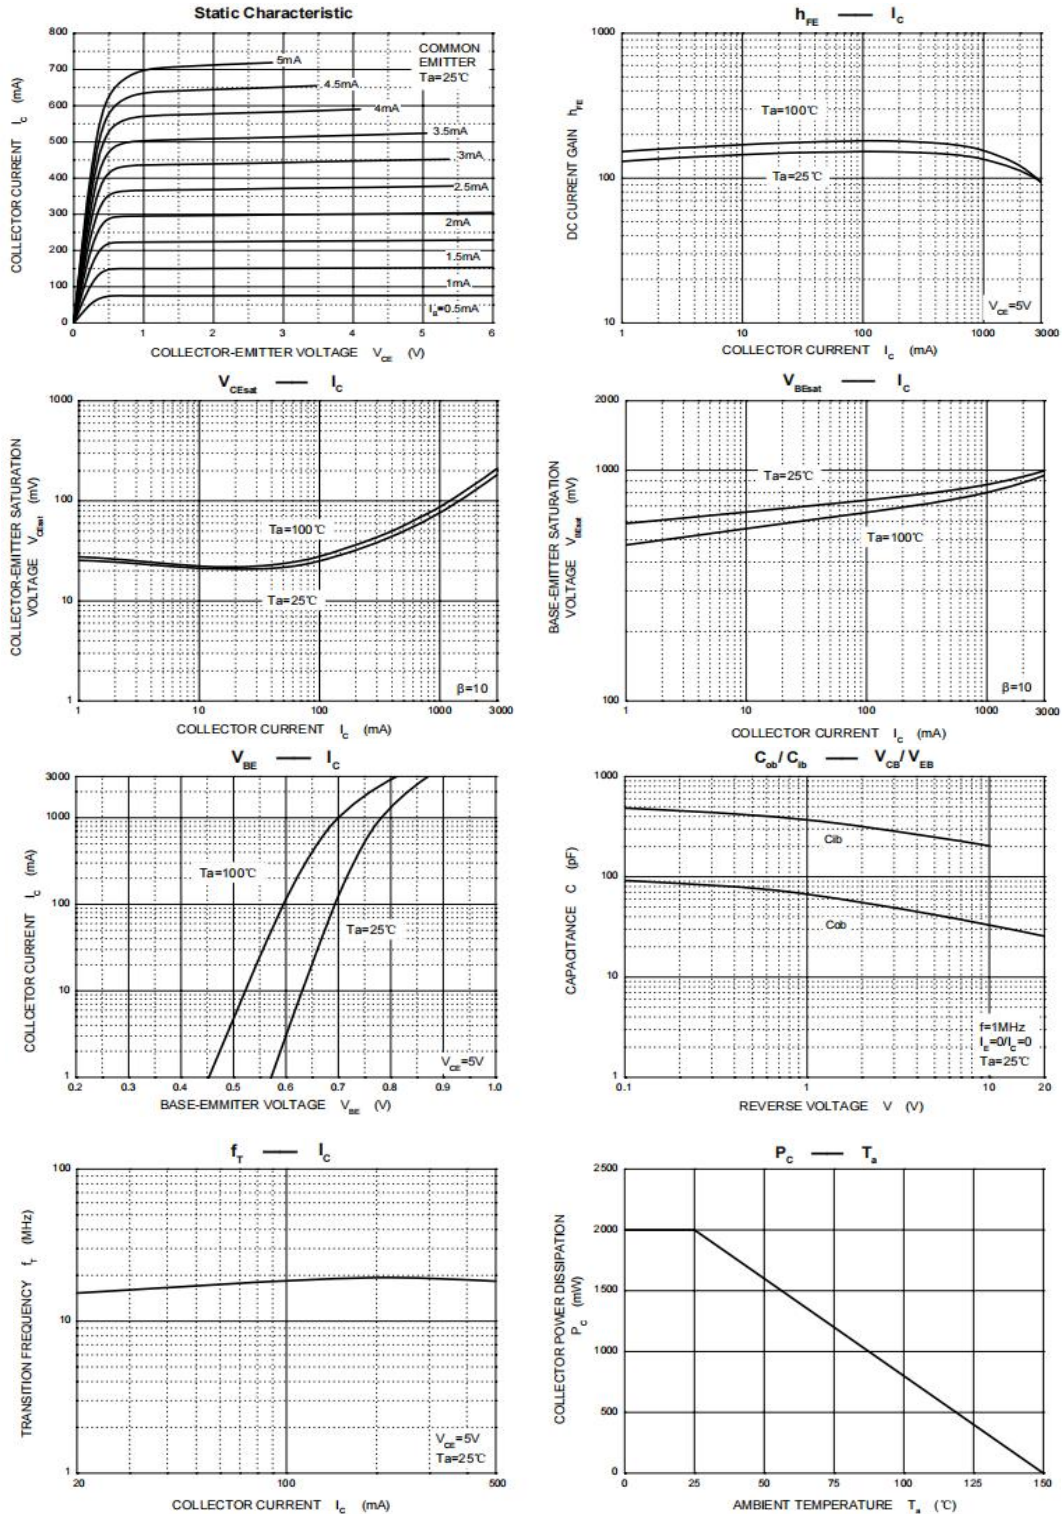 Static Characteristic
COLLECTOR CURRENT I_C (mA)
800
700
600
500
400
300
200
100
0
COMMON
EMITTER
Ta=25℃
5mA
4.5mA
4mA
3.5mA
3mA
2.5mA
2mA
1.5mA
1mA
I_B=0.5mA
0 1 2 3 4 5 6
COLLECTOR-EMITTER VOLTAGE V_CE (V)
h_FE —— I_C
DC CURRENT GAIN h_FE
1000
100
10
Ta=100℃
Ta=25℃
V_CE=5V
1 10 100 1000 3000
COLLECTOR CURRENT I_C (mA)
V_CEsat —— I_C
COLLECTOR-EMITTER SATURATION
VOLTAGE V_CEsat (mV)
1000
100
10
1
Ta=100℃
Ta=25℃
β=10
1 10 100 1000 3000
COLLECTOR CURRENT I_C (mA)
V_BEsat —— I_C
BASE-EMITTER SATURATION
VOLTAGE V_BEsat (mV)
2000
1000
100
Ta=25℃
Ta=100℃
β=10
1 10 100 1000 3000
COLLECTOR CURRENT I_C (mA)
V_BE —— I_C
COLLCETOR CURRENT I_C (mA)
3000
1000
100
10
1
Ta=100℃
Ta=25℃
V_CE=5V
0.2 0.3 0.4 0.5 0.6 0.7 0.8 0.9 1.0
BASE-EMMITER VOLTAGE V_BE (V)
C_ob/ C_ib —— V_CB/ V_EB
CAPACITANCE C (pF)
1000
100
10
1
Cib
Cob
f=1MHz
I_E=0/I_C=0
Ta=25℃
0.1 1 10 20
REVERSE VOLTAGE V (V)
f_T —— I_C
TRANSITION FREQUENCY f_T (MHz)
100
10
1
V_CE=5V
Ta=25℃
20 100 500
COLLECTOR CURRENT I_C (mA)
P_C —— T_a
COLLECTOR POWER DISSIPATION
P_C (mW)
2500
2000
1500
1000
500
0
0 25 50 75 100 125 150
AMBIENT TEMPERATURE T_a (℃)